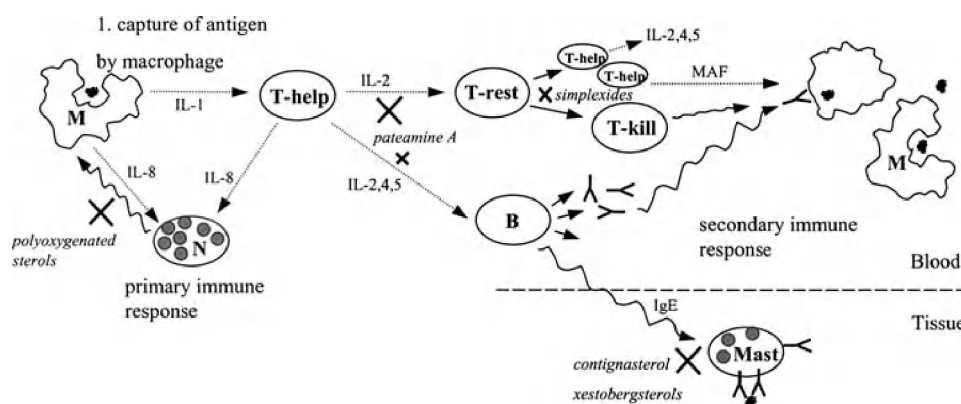 1. capture of antigen
by macrophage
M
IL-1
T-help
IL-2
pateamine A
T-rest
T-help
T-help
IL-2,4,5
simplexides
MAF
T-kill
M
IL-8
IL-8
IL-2,4,5
polyoxygenated
sterols
N
primary immune
response
B
secondary immune
response
Blood
Tissue
IgE
contignasterol
xestobergsterols
Mast